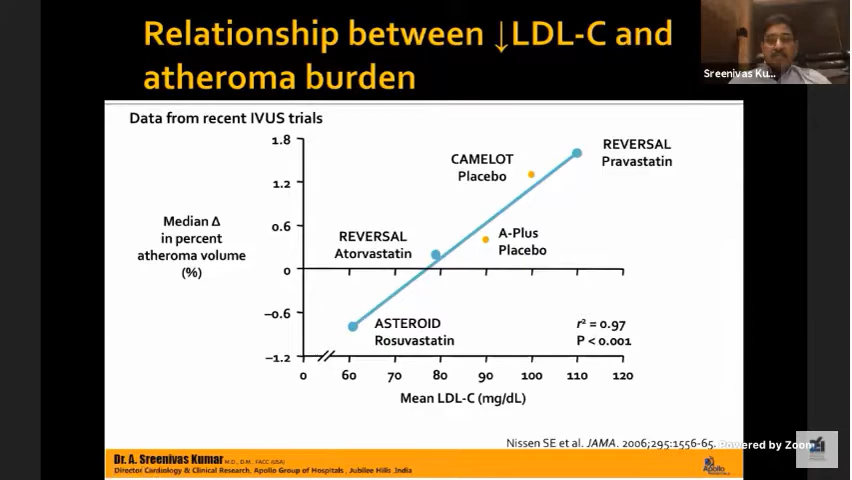 Relationship between ↓LDL-C and
atheroma burden
Sreenivas Ku...
Data from recent IVUS trials
1.8
1.2
0.6
0
–0.6
–1.2
Median Δ
in percent
atheroma volume
(%)
CAMELOT
Placebo
REVERSAL
Pravastatin
REVERSAL
Atorvastatin
A-Plus
Placebo
ASTEROID
Rosuvastatin
r² = 0.97
P < 0.001
0 60 70 80 90 100 110 120
Mean LDL-C (mg/dL)
Nissen SE et al. JAMA. 2006;295:1556-65.
Powered by Zoom
Dr. A. Sreenivas Kumar M.D., D.M, FACC (USA)
Director Cardiology & Clinical Research, Apollo Group of Hospitals, Jubilee Hills, India
Apollo